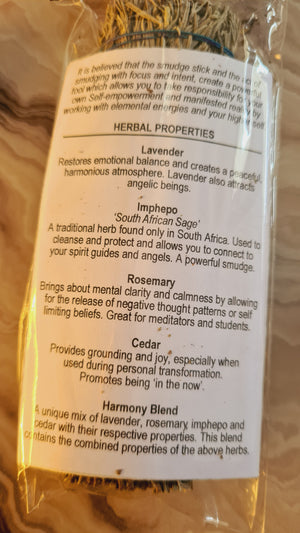 It is believed that the smudge stick and the act of
smudging with focus and intent, create a powerful
tool which allows you to take responsibility for your
own Self-empowerment and manifested reality by
working with elemental energies and your higher self
HERBAL PROPERTIES
Lavender
Restores emotional balance and creates a peaceful,
harmonious atmosphere. Lavender also attracts
angelic beings.
Imphepo
'South African Sage'
A traditional herb found only in South Africa. Used to
cleanse and protect and allows you to connect to
your spirit guides and angels. A powerful smudge.
Rosemary
Brings about mental clarity and calmness by allowing
for the release of negative thought patterns or self
limiting beliefs. Great for meditators and students.
Cedar
Provides grounding and joy, especially when
used during personal transformation.
Promotes being 'in the now'.
Harmony Blend
A unique mix of lavender, rosemary, imphepo and
cedar with their respective properties. This blend
contains the combined properties of the above herbs.